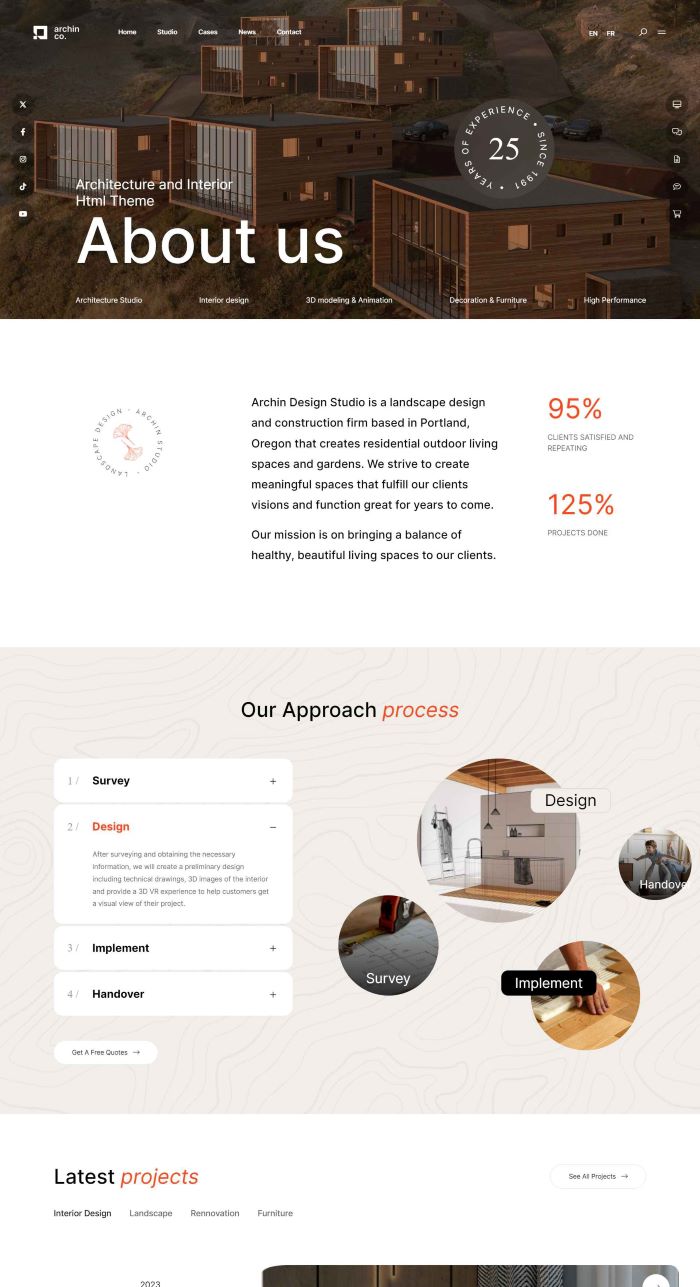 archin
co.
Home
Studio
Cases
News
Contact
EN FR
YEARS OF EXPERIENCE • SINCE 1991 •
25
Architecture and Interior
Html Theme
About us
Architecture Studio
Interior design
3D modeling & Animation
Decoration & Furniture
High Performance
LANDSCAPE DESIGN · ARCHIN STUDIO ·
Archin Design Studio is a landscape design
and construction firm based in Portland,
Oregon that creates residential outdoor living
spaces and gardens. We strive to create
meaningful spaces that fulfill our clients
visions and function great for years to come.
Our mission is on bringing a balance of
healthy, beautiful living spaces to our clients.
95%
CLIENTS SATISFIED AND
REPEATING
125%
PROJECTS DONE
Our Approach process
1 / Survey +
2 / Design −
After surveying and obtaining the necessary
information, we will create a preliminary design
including technical drawings, 3D images of the interior
and provide a 3D VR experience to help customers get
a visual view of their project.
3 / Implement +
4 / Handover +
Get A Free Quotes →
Design
Handover
Survey
Implement
Latest projects
See All Projects →
Interior Design
Landscape
Rennovation
Furniture
2023